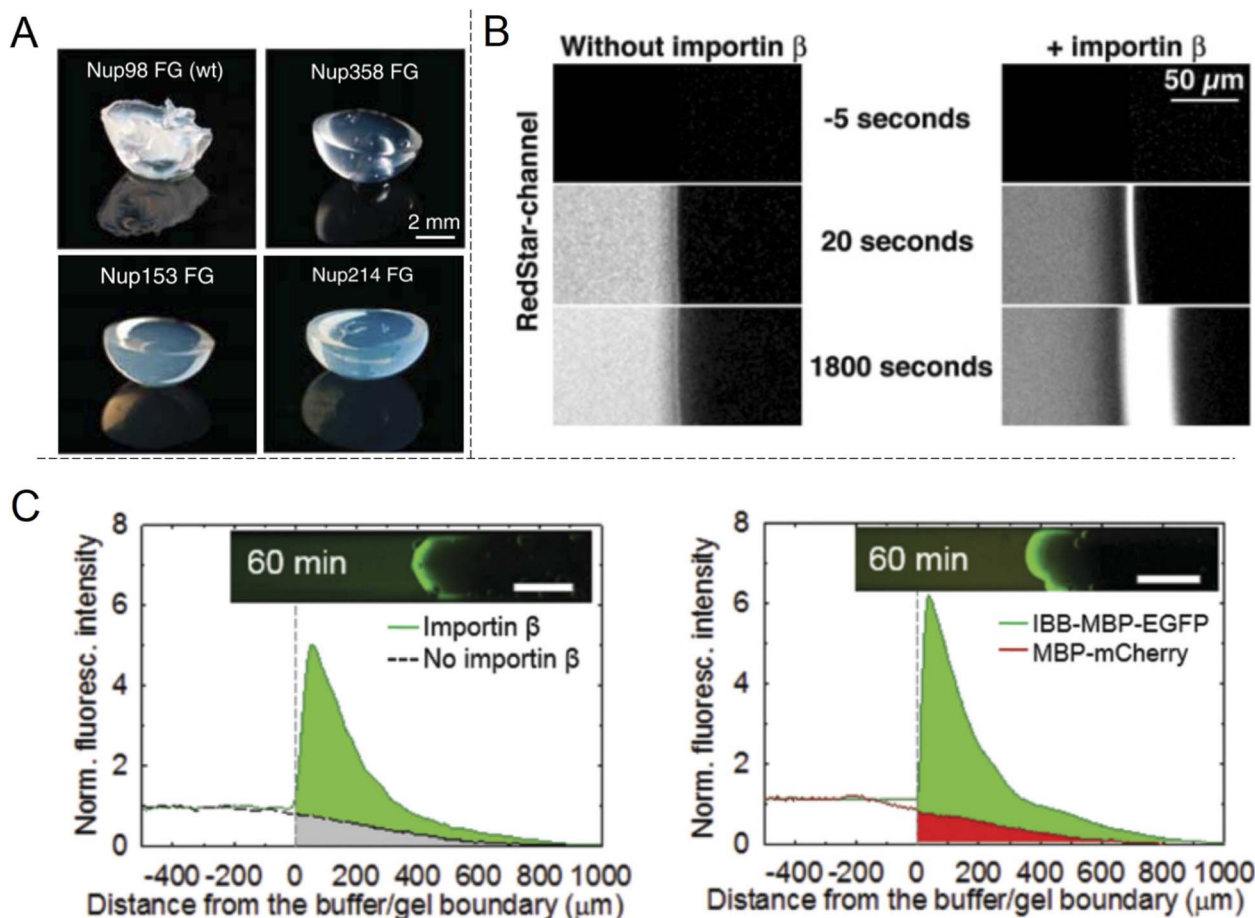 A
Nup98 FG (wt)
Nup358 FG
2 mm
Nup153 FG
Nup214 FG
B
Without importin β
+ importin β
RedStar-channel
-5 seconds
50 µm
20 seconds
1800 seconds
C
Norm. fluoresc. intensity
8
6
4
2
0
60 min
Importin β
No importin β
-400 -200 0 200 400 600 800 1000
Distance from the buffer/gel boundary (µm)
Norm. fluoresc. intensity
8
6
4
2
0
60 min
IBB-MBP-EGFP
MBP-mCherry
-400 -200 0 200 400 600 800 1000
Distance from the buffer/gel boundary (µm)